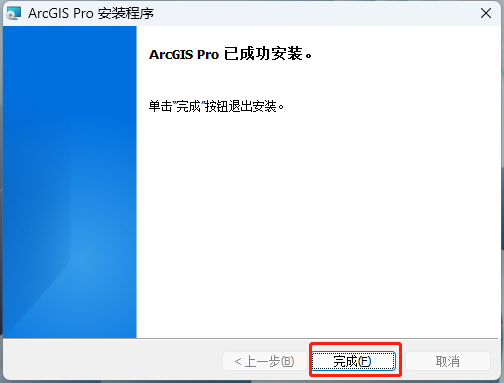 ArcGIS Pro 安装程序
ArcGIS Pro 已成功安装。
单击"完成"按钮退出安装。
< 上一步(B)
完成(F)
取消